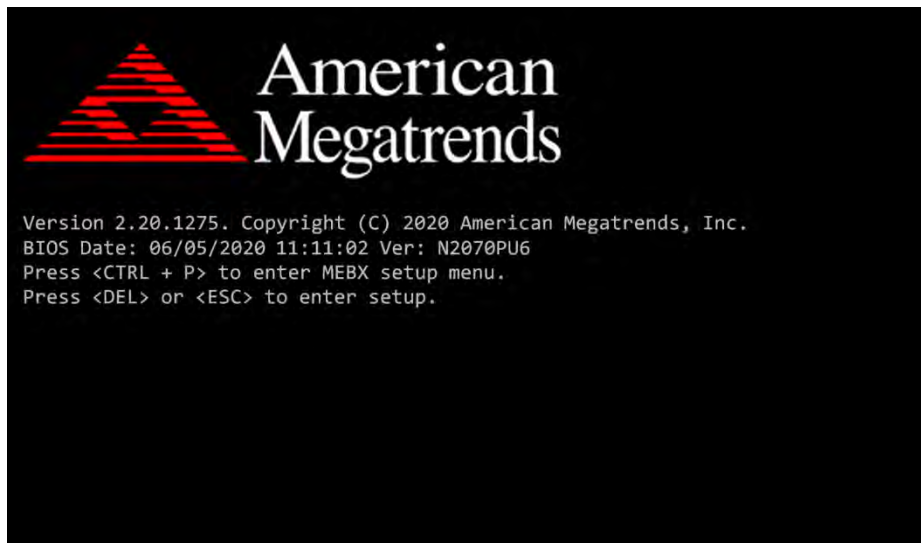 American
Megatrends
Version 2.20.1275. Copyright (C) 2020 American Megatrends, Inc.
BIOS Date: 06/05/2020 11:11:02 Ver: N2070PU6
Press <CTRL + P> to enter MEBX setup menu.
Press <DEL> or <ESC> to enter setup.